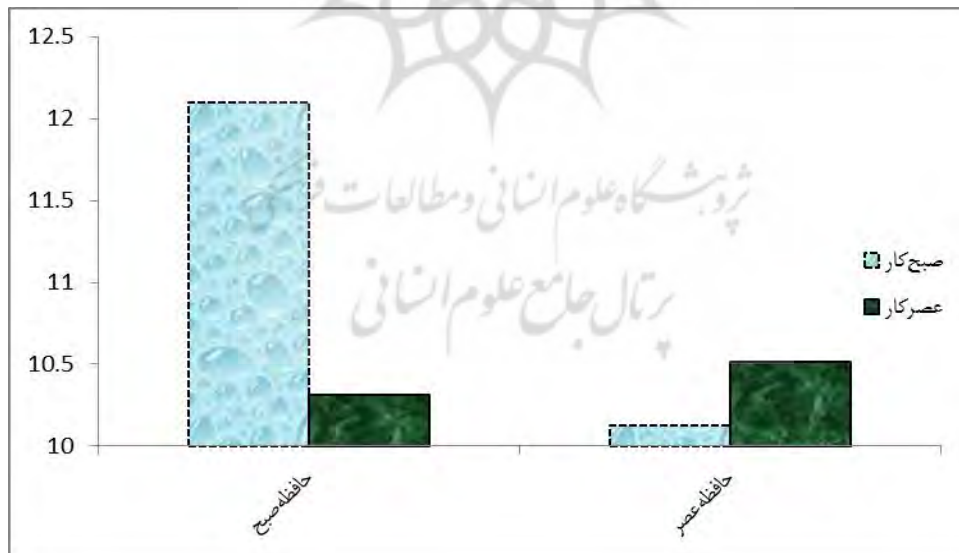 12.5
12
11.5
11
10.5
10
پژوهشگاه علوم انسانی و مطالعات فرهنگی
پرتال جامع علوم انسانی
صبح‌کار
عصرکار
حافظه صبح
حافظه عصر